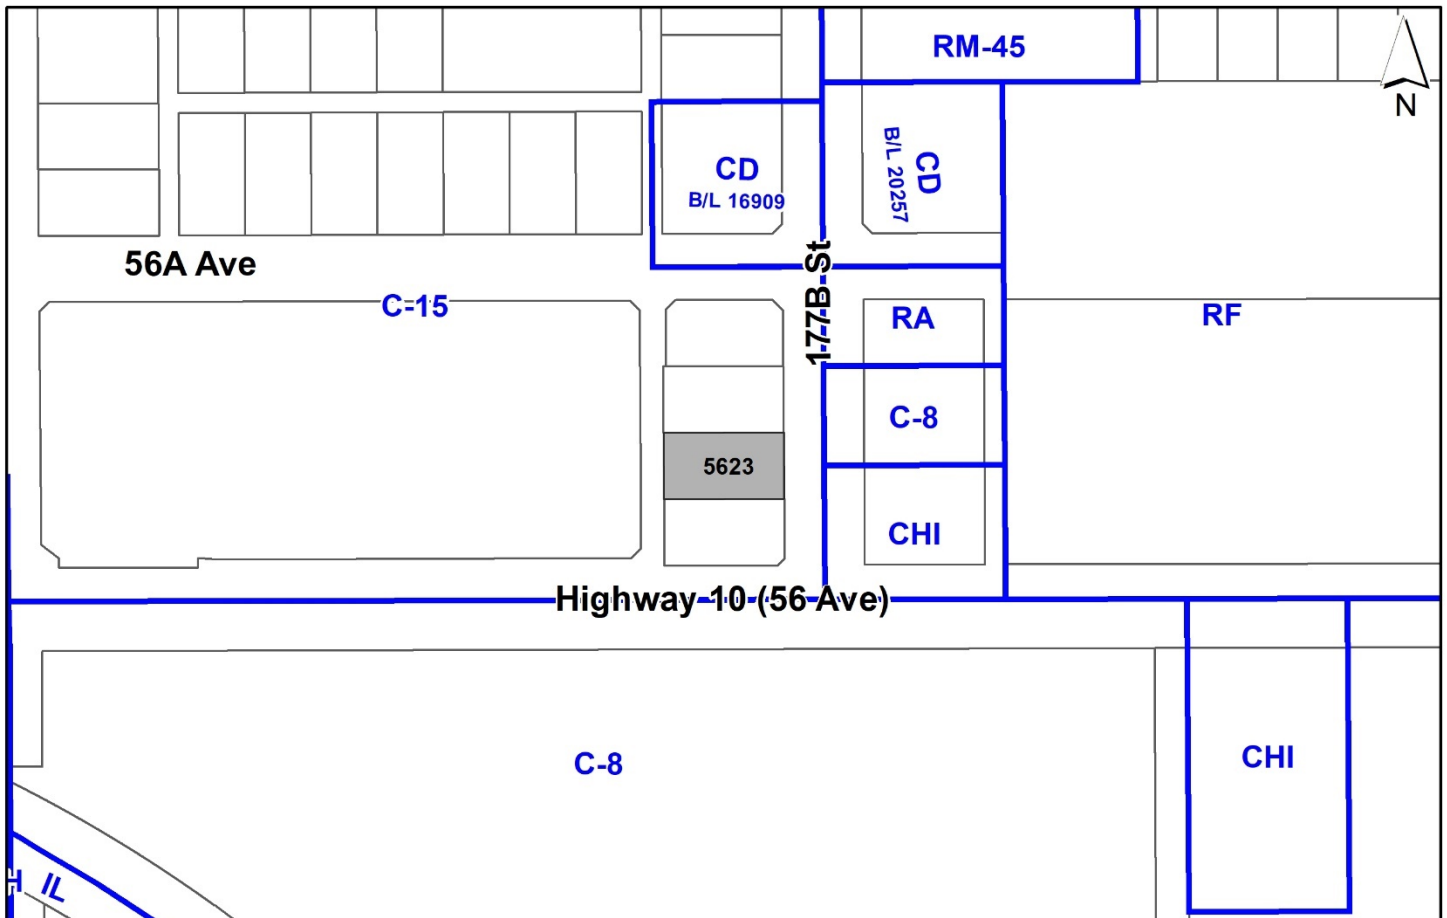 RM-45
N
CD
B/L 16909
CD
B/L 20257
56A Ave
177B St
C-15
RA
RF
C-8
5623
CHI
Highway 10 (56 Ave)
C-8
CHI
H
IL